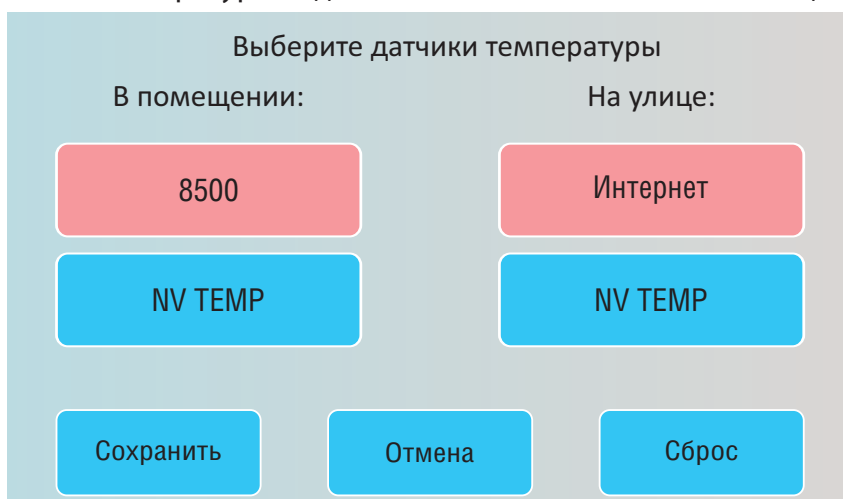 Выберите датчики температуры
В помещении: На улице:
8500 Интернет
NV TEMP NV TEMP
Сохранить Отмена Сброс